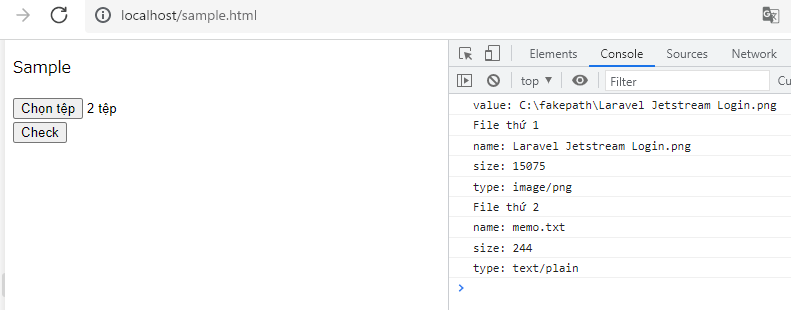 localhost/sample.html
Sample
Chọn tệp 2 tệp
Check
Elements Console Sources Network
top ▼ Filter Cu
value: C:\fakepath\Laravel Jetstream Login.png
File thứ 1
name: Laravel Jetstream Login.png
size: 15075
type: image/png
File thứ 2
name: memo.txt
size: 244
type: text/plain
>